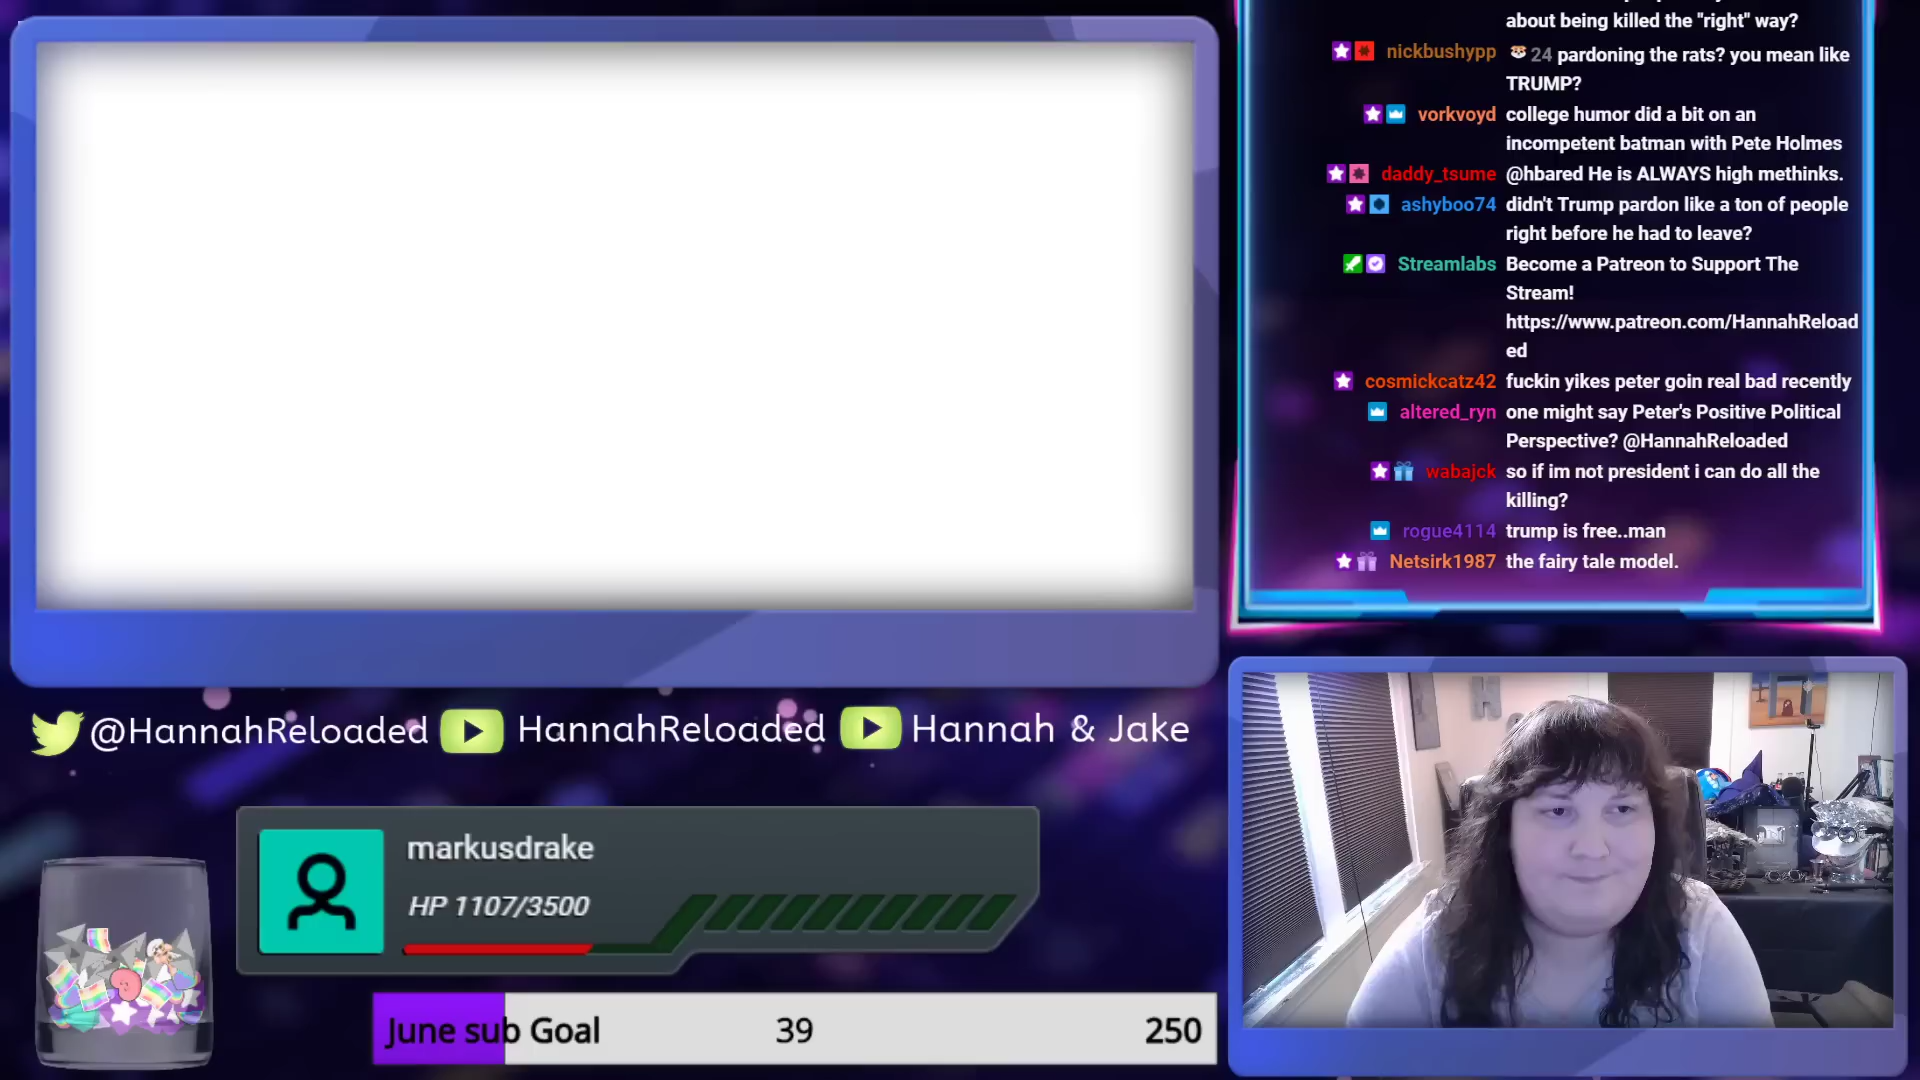 about being killed the "right" way?
nickbushypp 24 pardoning the rats? you mean like
TRUMP?
vorkvoyd college humor did a bit on an
incompetent batman with Pete Holmes
daddy_tsume @hbared He is ALWAYS high methinks.
ashyboo74 didn't Trump pardon like a ton of people
right before he had to leave?
Streamlabs Become a Patreon to Support The
Stream!
https://www.patreon.com/HannahReload
ed
cosmickcatz42 fuckin yikes peter goin real bad recently
altered_ryn one might say Peter's Positive Political
Perspective? @HannahReloaded
wabajck so if im not president i can do all the
killing?
rogue4114 trump is free..man
Netsirk1987 the fairy tale model.
@HannahReloaded HannahReloaded Hannah & Jake
markusdrake
HP 1107/3500
June sub Goal 39 250